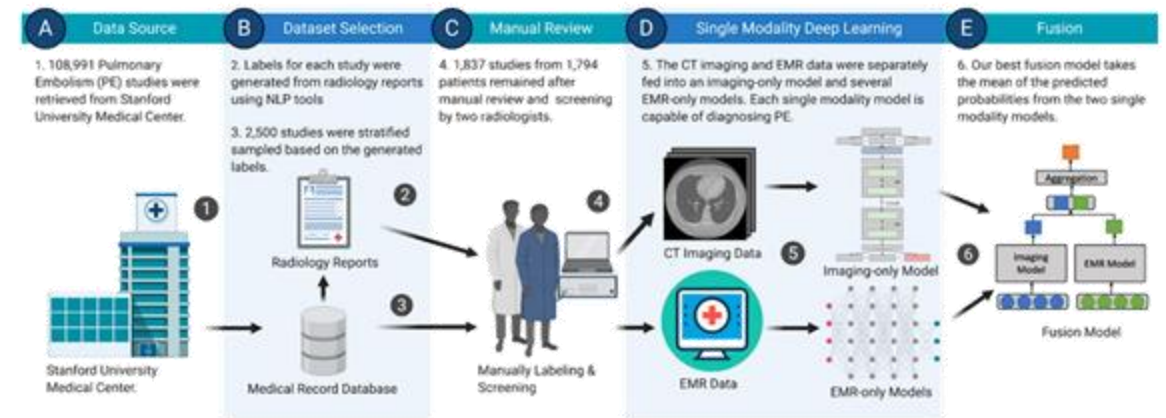 A Data Source
B Dataset Selection
C Manual Review
D Single Modality Deep Learning
E Fusion
1. 108,991 Pulmonary
Embolism (PE) studies were
retrieved from Stanford
University Medical Center.
2. Labels for each study were
generated from radiology reports
using NLP tools
3. 2,500 studies were stratified
sampled based on the generated
labels.
4. 1,837 studies from 1,794
patients remained after
manual review and screening
by two radiologists.
5. The CT imaging and EMR data were separately
fed into an imaging-only model and several
EMR-only models. Each single modality model is
capable of diagnosing PE.
6. Our best fusion model takes
the mean of the predicted
probabilities from the two single
modality models.
1
Stanford University
Medical Center.
2
Radiology Reports
3
Medical Record Database
4
Manually Labeling &
Screening
CT Imaging Data
5
EMR Data
Imaging-only Model
EMR-only Models
6
Aggregation
Imaging
Model
EMR Model
Fusion Model